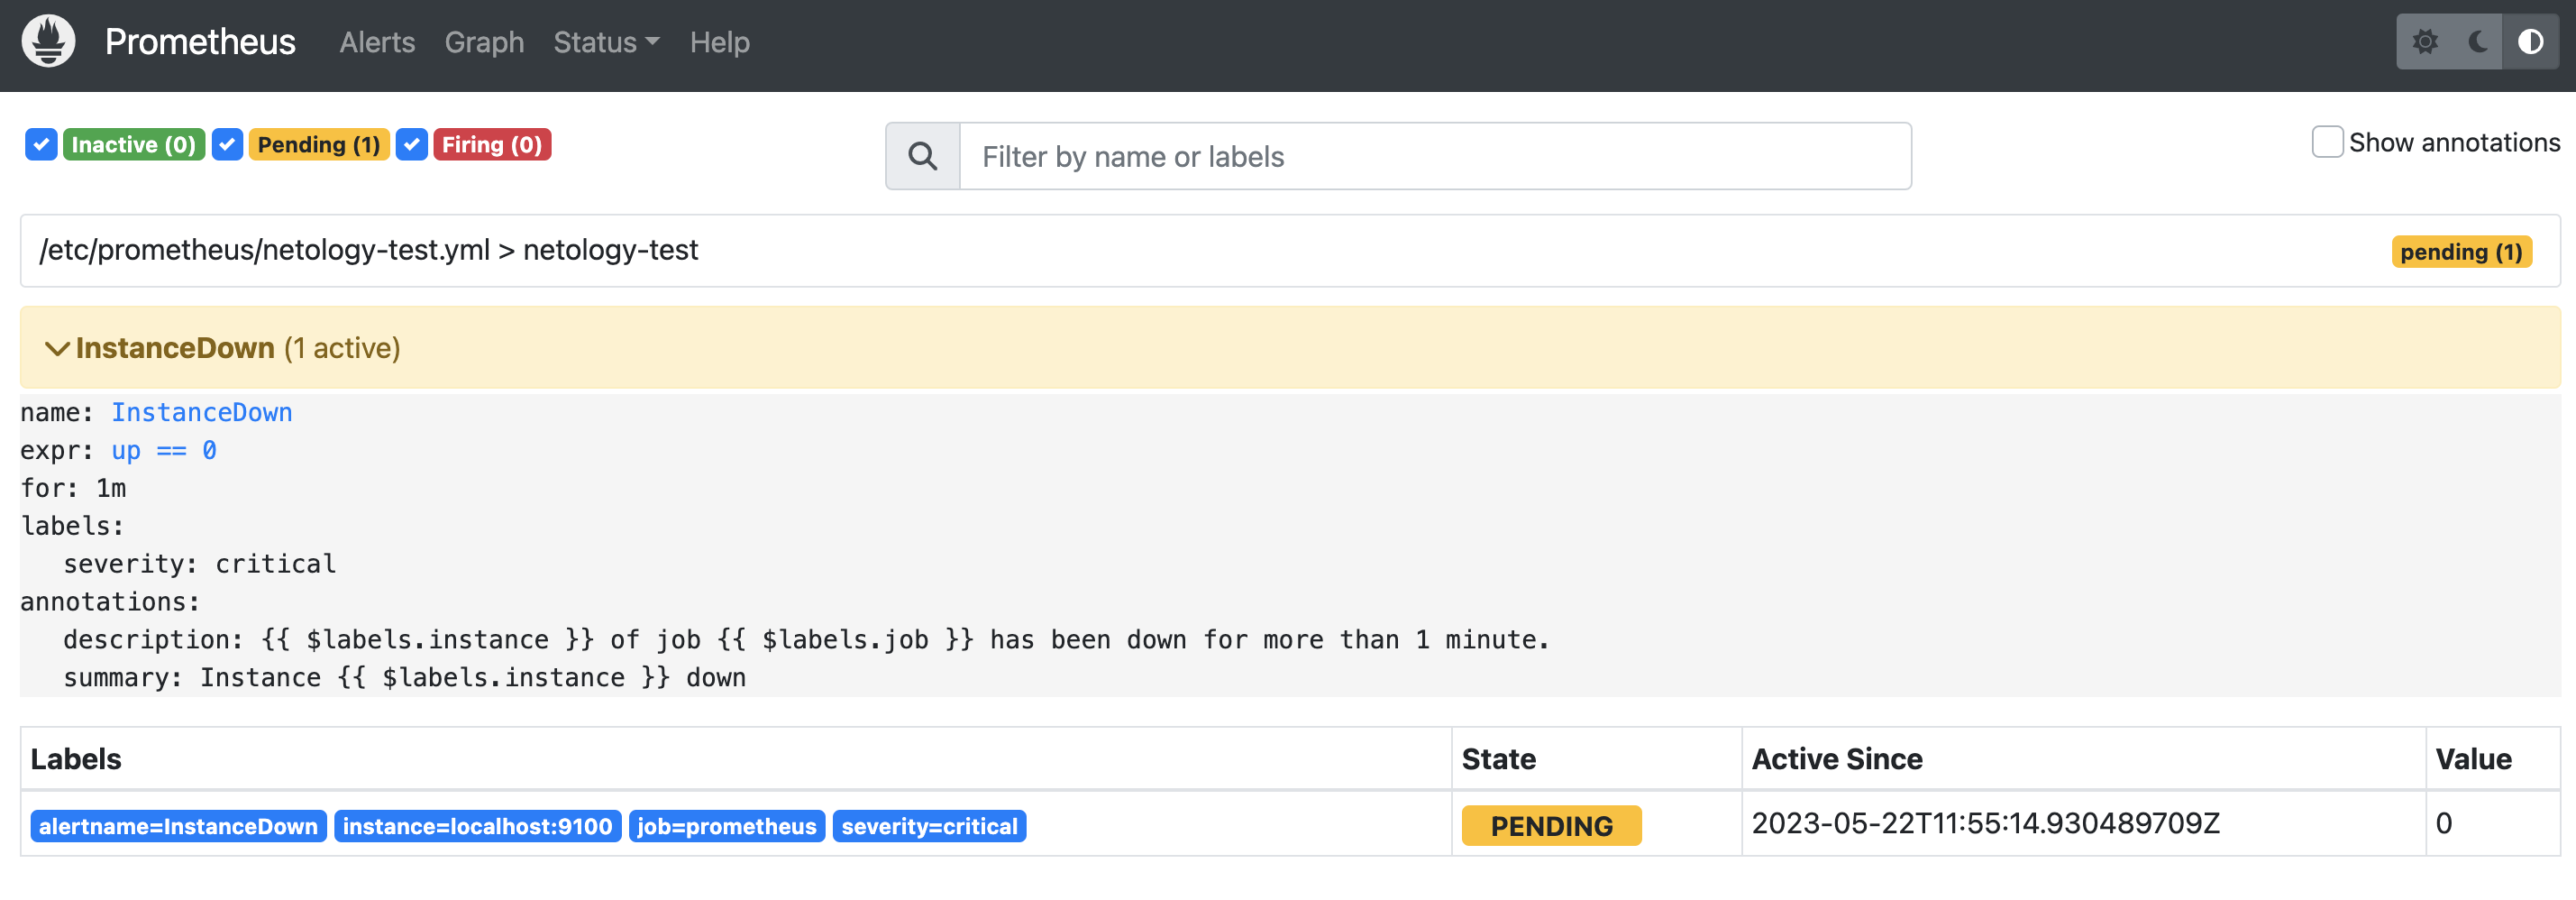 Prometheus Alerts Graph Status Help
Inactive (0) Pending (1) Firing (0) Filter by name or labels Show annotations
/etc/prometheus/netology-test.yml > netology-test pending (1)
InstanceDown (1 active)
name: InstanceDown
expr: up == 0
for: 1m
labels:
severity: critical
annotations:
description: {{ $labels.instance }} of job {{ $labels.job }} has been down for more than 1 minute.
summary: Instance {{ $labels.instance }} down
Labels State Active Since Value
alertname=InstanceDown instance=localhost:9100 job=prometheus severity=critical PENDING 2023-05-22T11:55:14.930489709Z 0